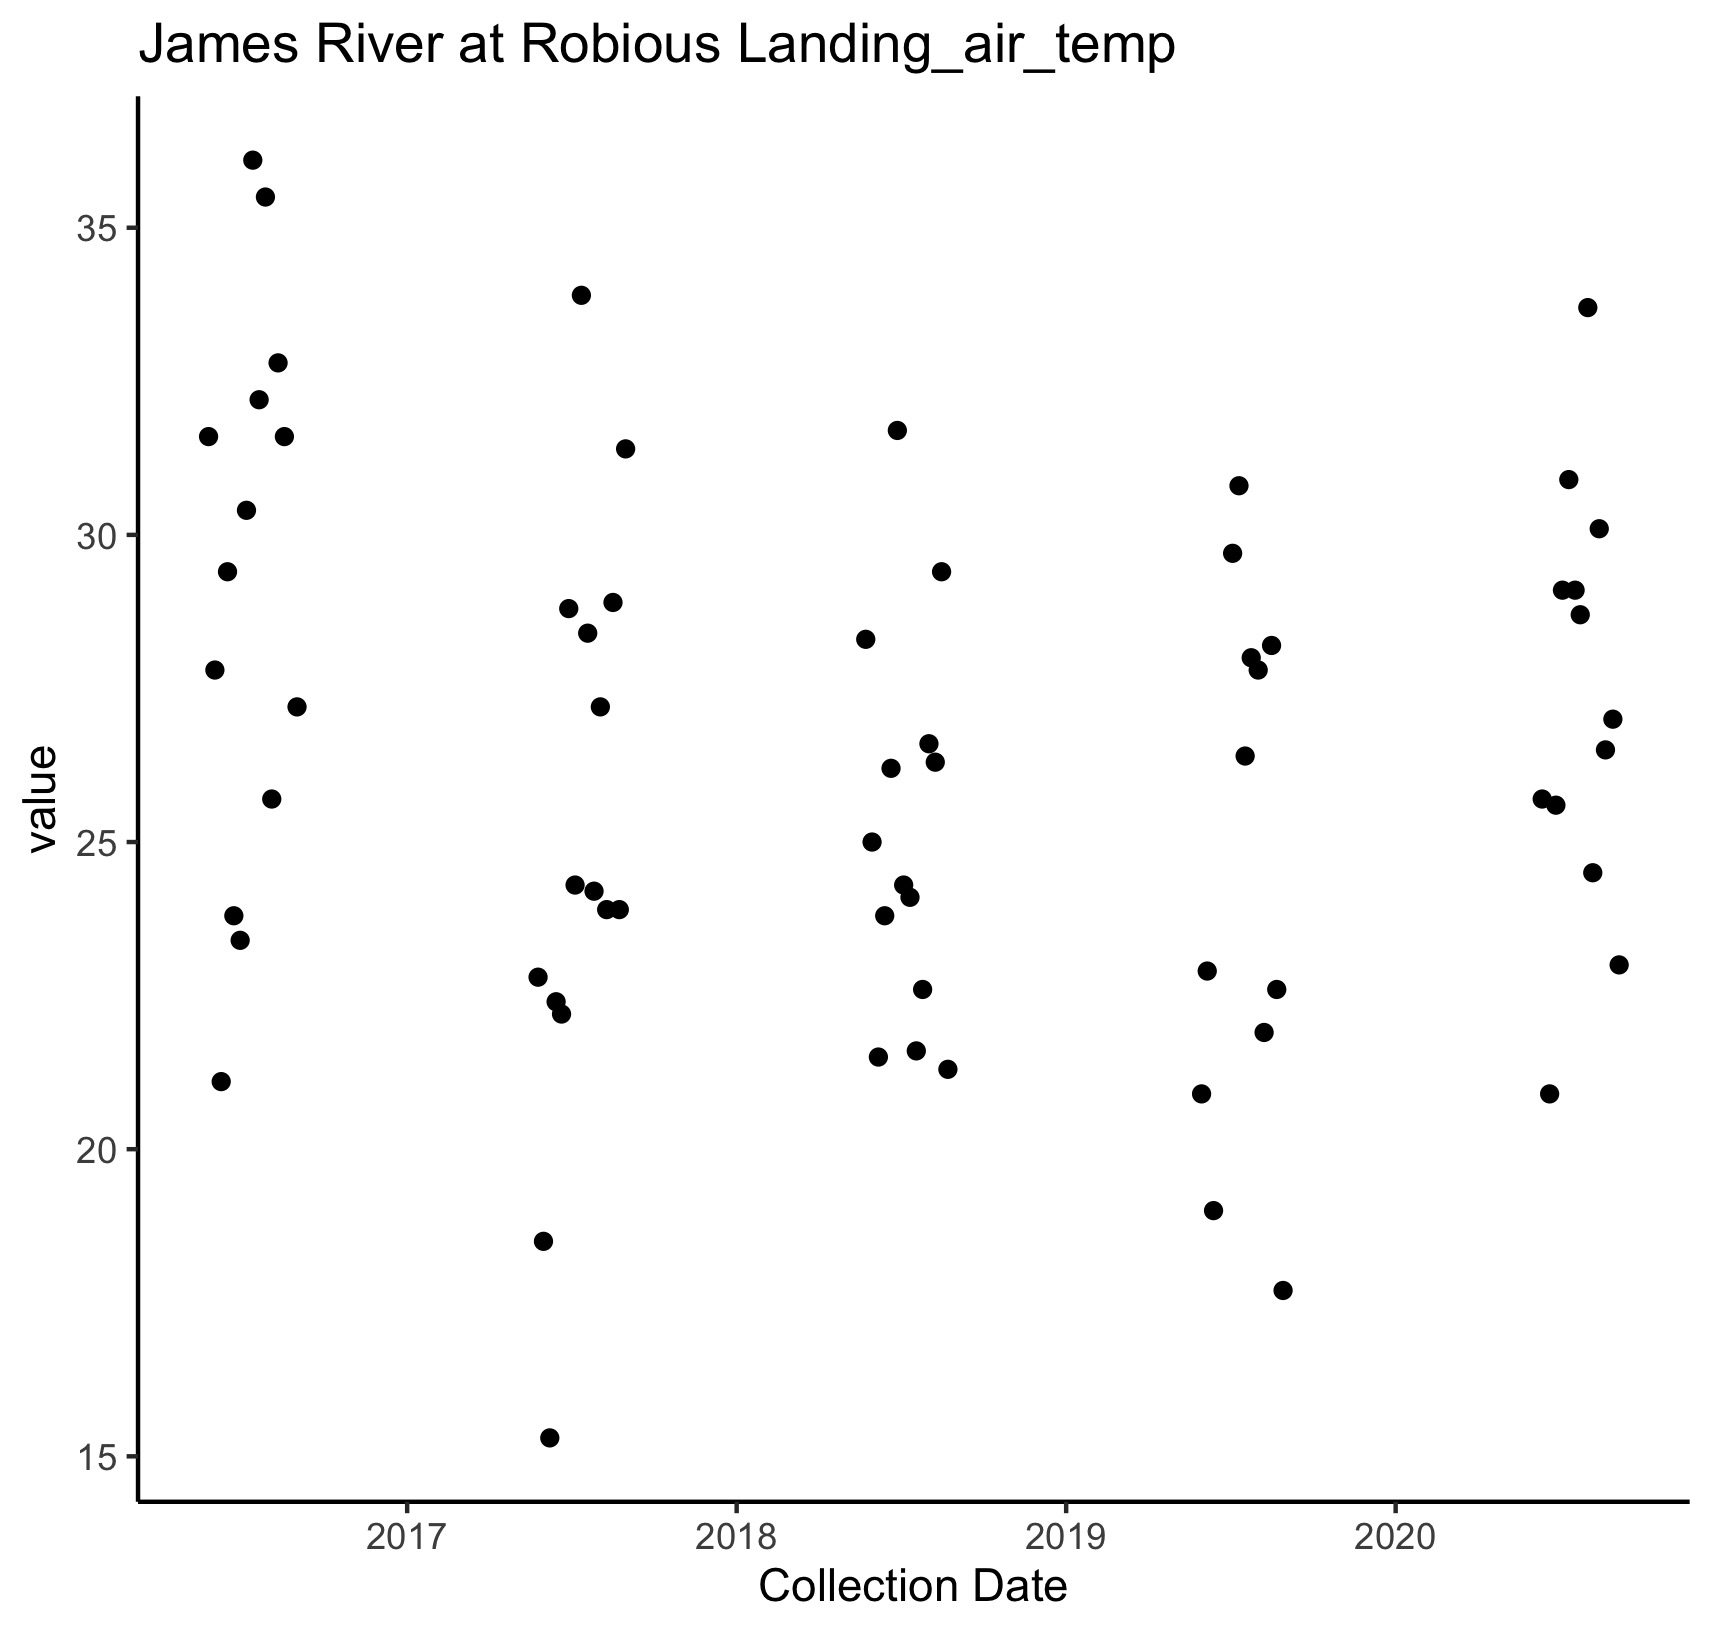 James River at Robious Landing_air_temp
value
35
30
25
20
15
2017 2018 2019 2020
Collection Date